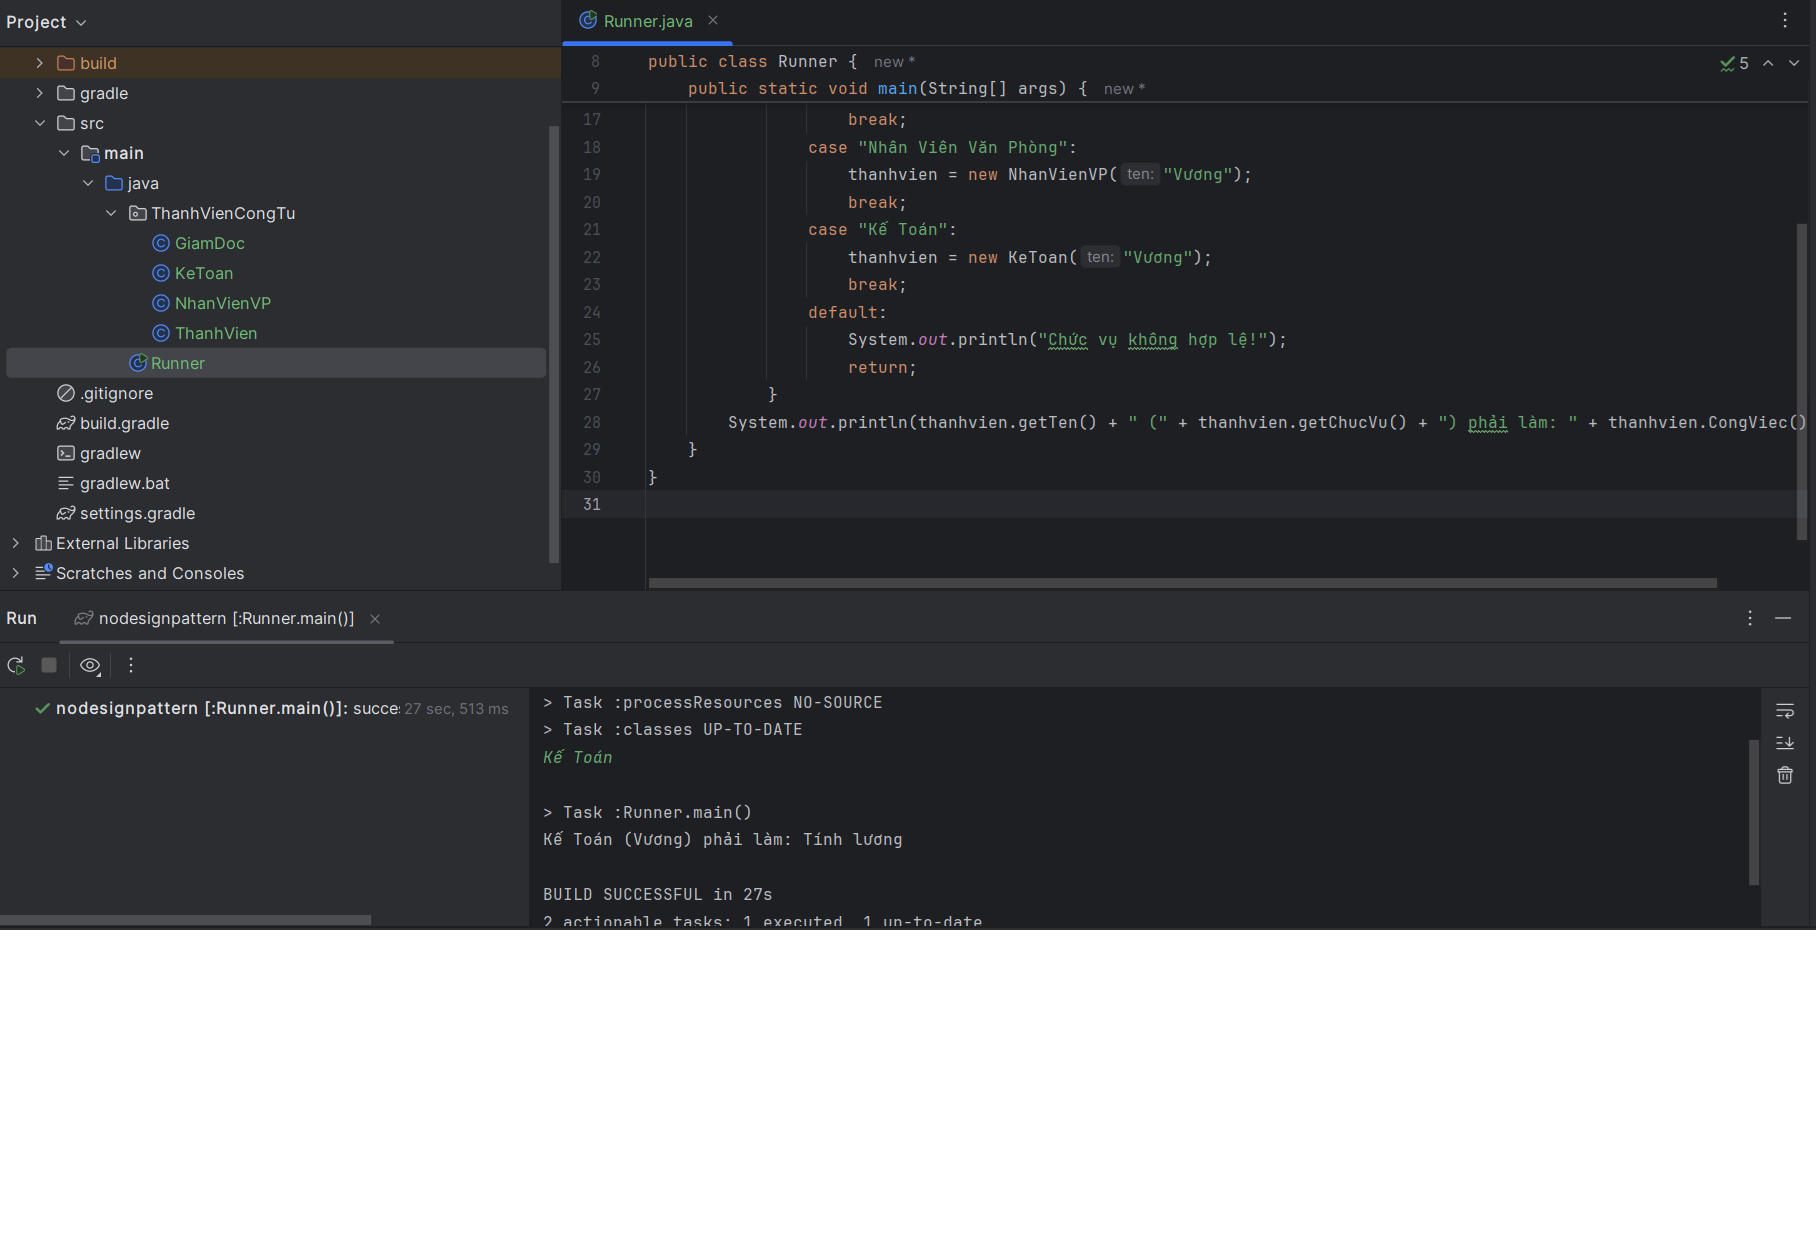 Project
build
gradle
src
main
java
ThanhVienCongTu
GiamDoc
KeToan
NhanVienVP
ThanhVien
Runner
.gitignore
build.gradle
gradlew
gradlew.bat
settings.gradle
External Libraries
Scratches and Consoles
Runner.java
5
8 public class Runner { new *
9 public static void main(String[] args) { new *
17 break;
18 case "Nhân Viên Văn Phòng":
19 thanhvien = new NhanVienVP( ten: "Vương");
20 break;
21 case "Kế Toán":
22 thanhvien = new KeToan( ten: "Vương");
23 break;
24 default:
25 System.out.println("Chức vụ không hợp lệ!");
26 return;
27 }
28 System.out.println(thanhvien.getTen() + " (" + thanhvien.getChucVu() + ") phải làm: " + thanhvien.CongViec()
29 }
30 }
31
Run
nodesignpattern [:Runner.main()]
nodesignpattern [:Runner.main()]: succes 27 sec, 513 ms
> Task :processResources NO-SOURCE
> Task :classes UP-TO-DATE
Kế Toán
> Task :Runner.main()
Kế Toán (Vương) phải làm: Tính lương
BUILD SUCCESSFUL in 27s
2 actionable tasks: 1 executed, 1 up-to-date